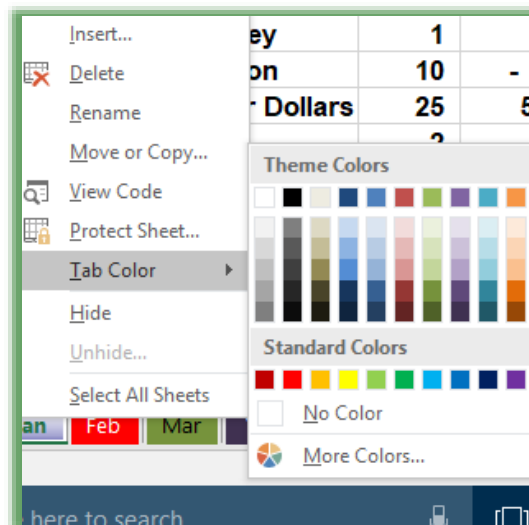 Insert...
ey 1
Delete
on 10 -
Rename
r Dollars 25 5
Move or Copy...
2
Theme Colors
View Code
Protect Sheet...
Tab Color
Hide
Unhide...
Standard Colors
Select All Sheets
No Color
an Feb Mar
More Colors...
here to search